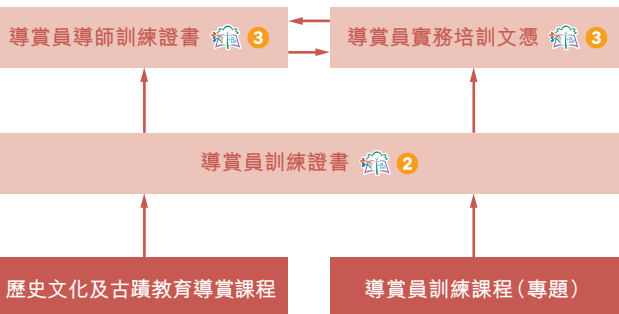 導賞員導師訓練證書 3
導賞員實務培訓文憑 3
導賞員訓練證書 2
歷史文化及古蹟教育導賞課程
導賞員訓練課程(專題)